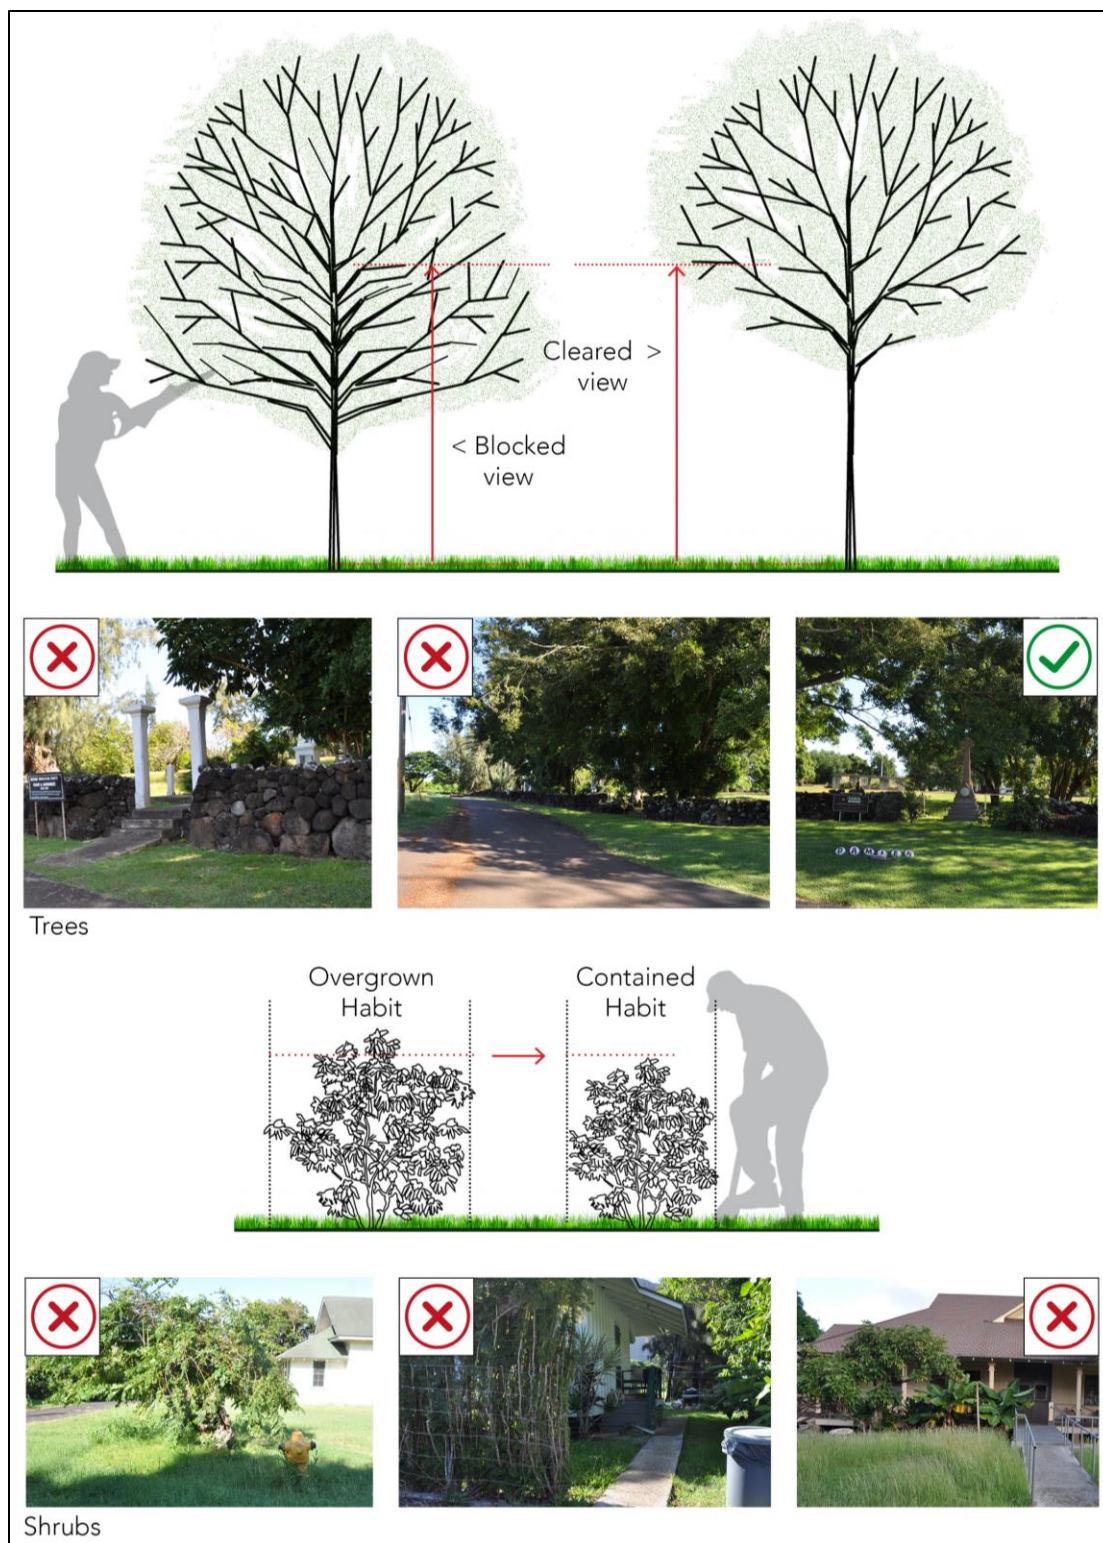 Cleared >
view
< Blocked
view
Trees
Overgrown
Habit
Contained
Habit
Shrubs